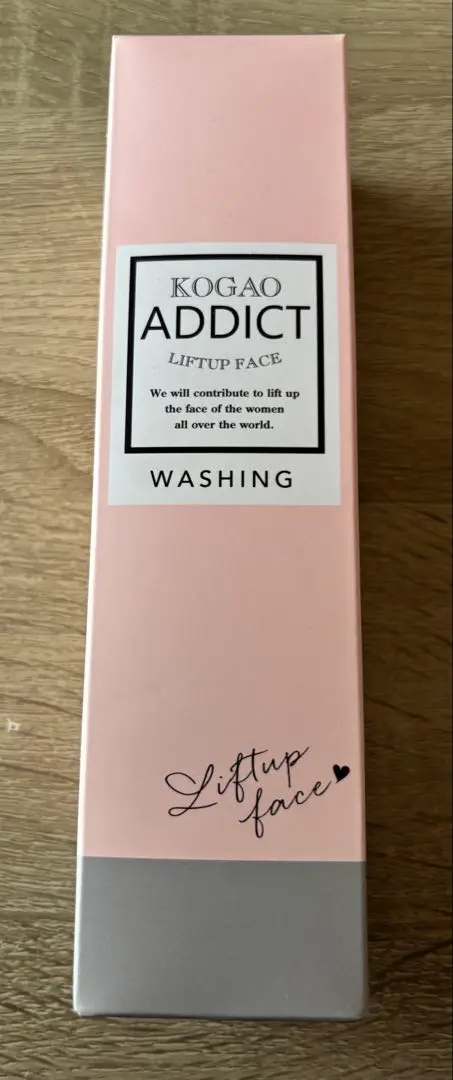 KOGAO
ADDICT
LIFTUP FACE
We will contribute to lift up
the face of the women
all over the world.
WASHING
Liftup
face